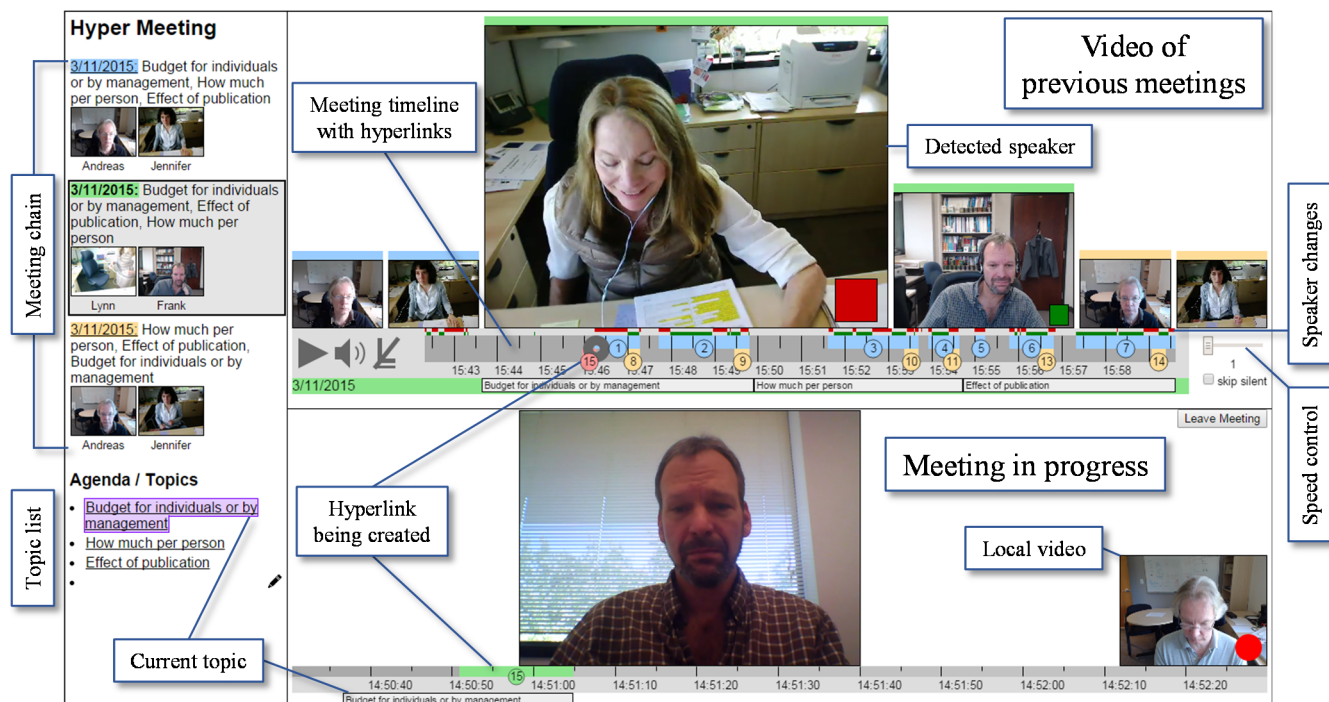 Hyper Meeting
3/11/2015: Budget for individuals
or by management, How much
per person, Effect of publication
Andreas
Jennifer
3/11/2015: Budget for individuals
or by management, Effect of
publication, How much per
person
Lynn
Frank
3/11/2015: How much per
person, Effect of publication,
Budget for individuals or by
management
Andreas
Jennifer
Agenda / Topics
Budget for individuals or by
management
How much per person
Effect of publication
Meeting chain
Topic list
Current topic
Meeting timeline
with hyperlinks
Video of
previous meetings
Detected speaker
Speaker changes
Speed control
1 2 3 4 5 6 7
15 8 9 10 11 13 14
15:43 15:44 15:45 15:46 15:47 15:48 15:49 15:50 15:51 15:52 15:53 15:54 15:55 15:56 15:57 15:58
1
skip silent
3/11/2015
Budget for individuals or by management
How much per person
Effect of publication
Leave Meeting
Meeting in progress
Hyperlink
being created
Local video
15
14:50:40 14:50:50 14:51:00 14:51:10 14:51:20 14:51:30 14:51:40 14:51:50 14:52:00 14:52:10 14:52:20
Budget for individuals or by management